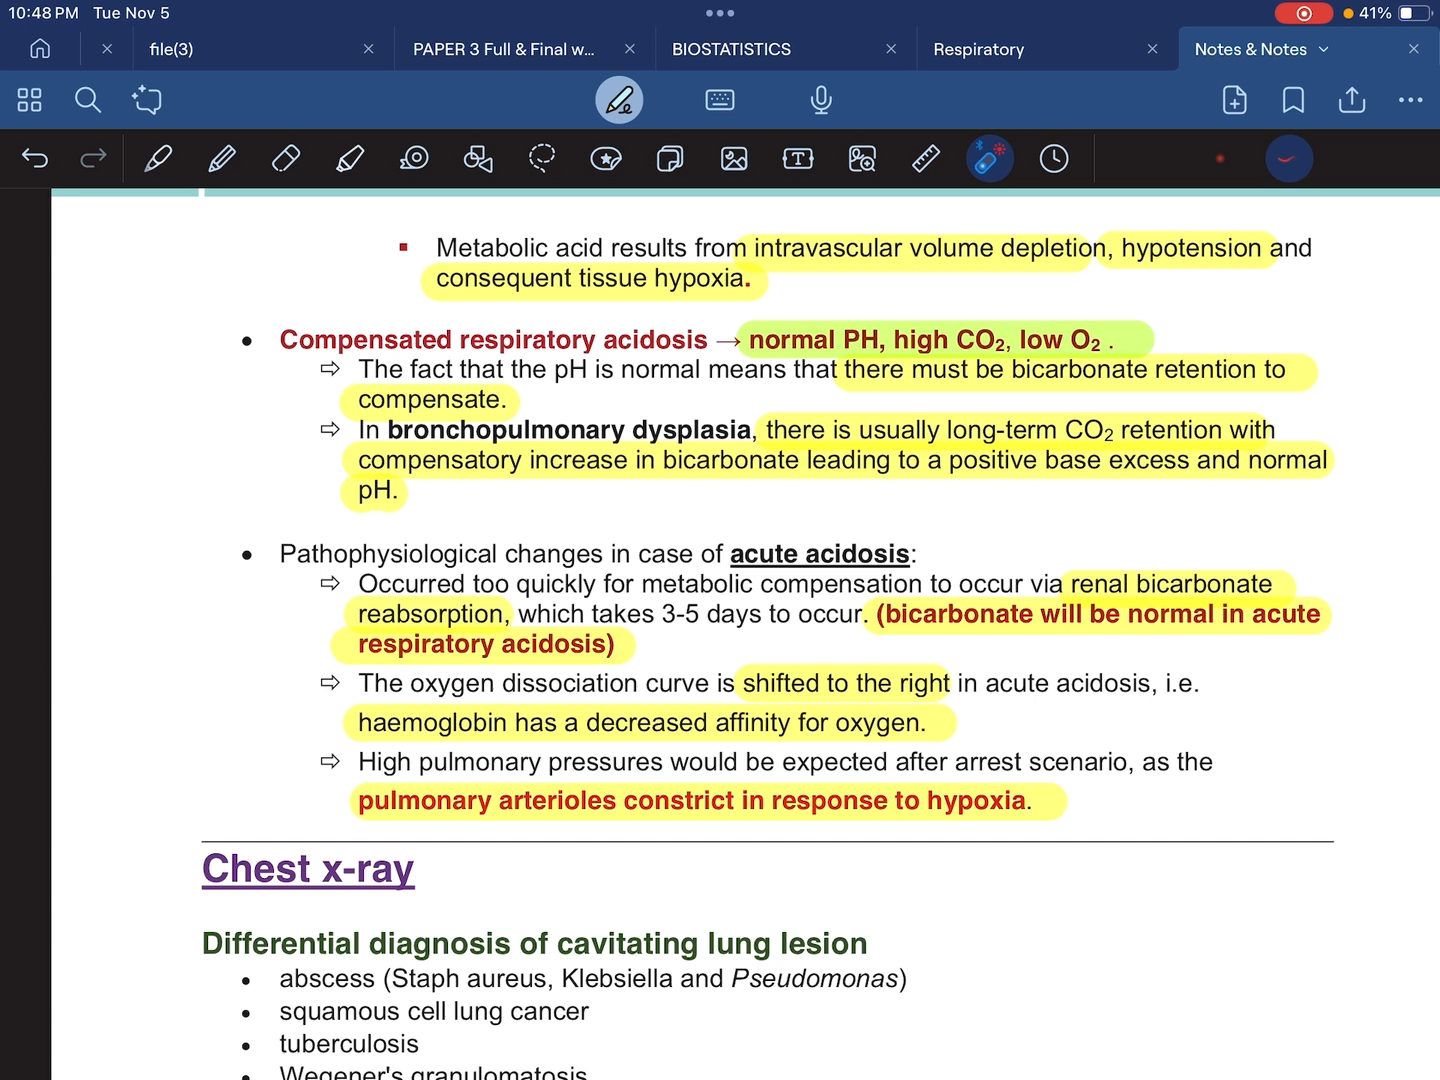 10:48 PM Tue Nov 5
41%
file(3)
PAPER 3 Full & Final w...
BIOSTATISTICS
Respiratory
Notes & Notes
▪ Metabolic acid results from intravascular volume depletion, hypotension and
consequent tissue hypoxia.
• Compensated respiratory acidosis → normal PH, high CO₂, low O₂ .
⇨ The fact that the pH is normal means that there must be bicarbonate retention to
compensate.
⇨ In bronchopulmonary dysplasia, there is usually long-term CO₂ retention with
compensatory increase in bicarbonate leading to a positive base excess and normal
pH.
• Pathophysiological changes in case of acute acidosis:
⇨ Occurred too quickly for metabolic compensation to occur via renal bicarbonate
reabsorption, which takes 3-5 days to occur. (bicarbonate will be normal in acute
respiratory acidosis)
⇨ The oxygen dissociation curve is shifted to the right in acute acidosis, i.e.
haemoglobin has a decreased affinity for oxygen.
⇨ High pulmonary pressures would be expected after arrest scenario, as the
pulmonary arterioles constrict in response to hypoxia.
Chest x-ray
Differential diagnosis of cavitating lung lesion
• abscess (Staph aureus, Klebsiella and Pseudomonas)
• squamous cell lung cancer
• tuberculosis
• Wegener's granulomatosis